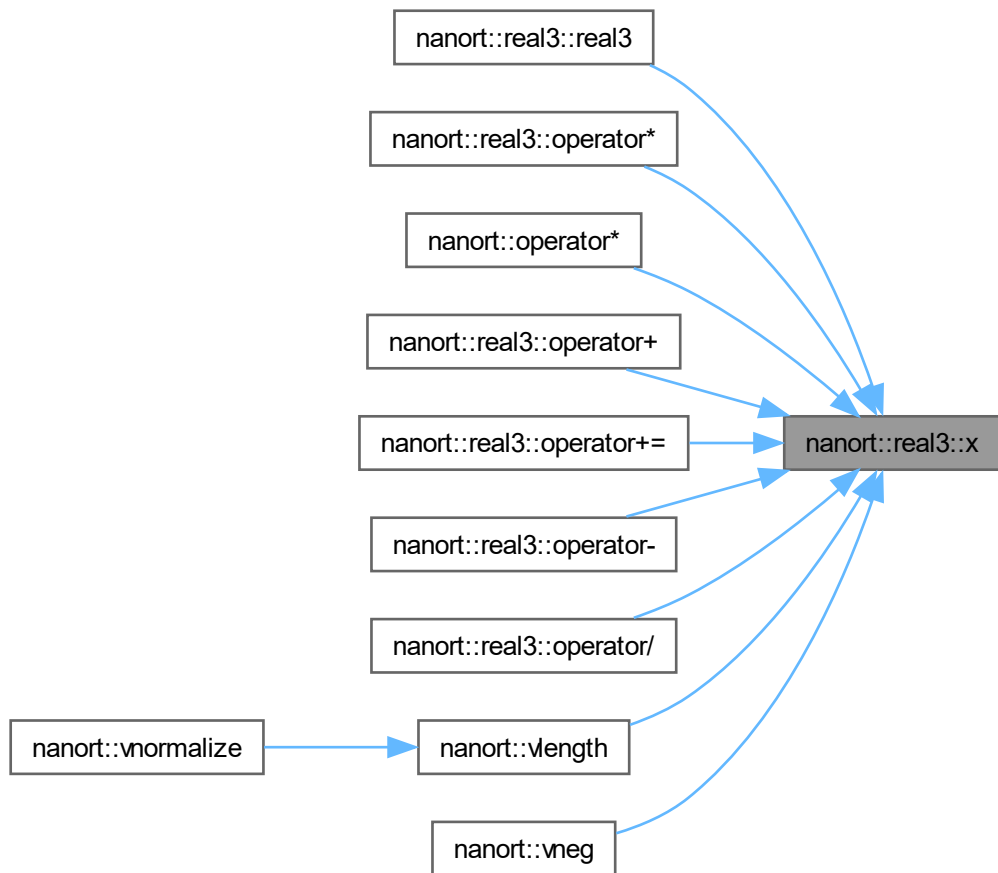 nanort::real3::real3
nanort::real3::operator*
nanort::operator*
nanort::real3::operator+
nanort::real3::operator+=
nanort::real3::x
nanort::real3::operator-
nanort::real3::operator/
nanort::vnormalize
nanort::vlength
nanort::vneg